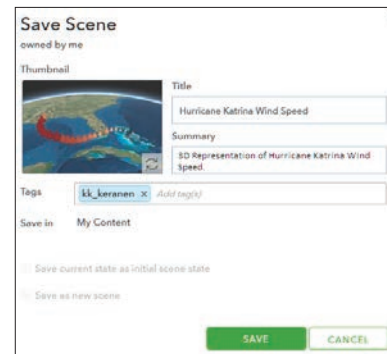 Save Scene
owned by me
Thumbnail
Title
Hurricane Katrina Wind Speed
Summary
3D Representation of Hurricane Katrina Wind
Speed.
Tags
kk_keranen x Add tag(s)
Save in My Content
Save current state as initial scene state
Save as new scene
SAVE CANCEL